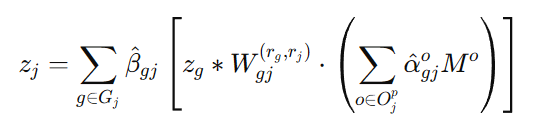 $$z_j = \sum_{g \in G_j} \hat{\beta}_{gj} \left[ z_g * W_{gj}^{(r_g, r_j)} \cdot \left( \sum_{o \in O_j^p} \hat{\alpha}_{gj}^o M^o \right) \right]$$